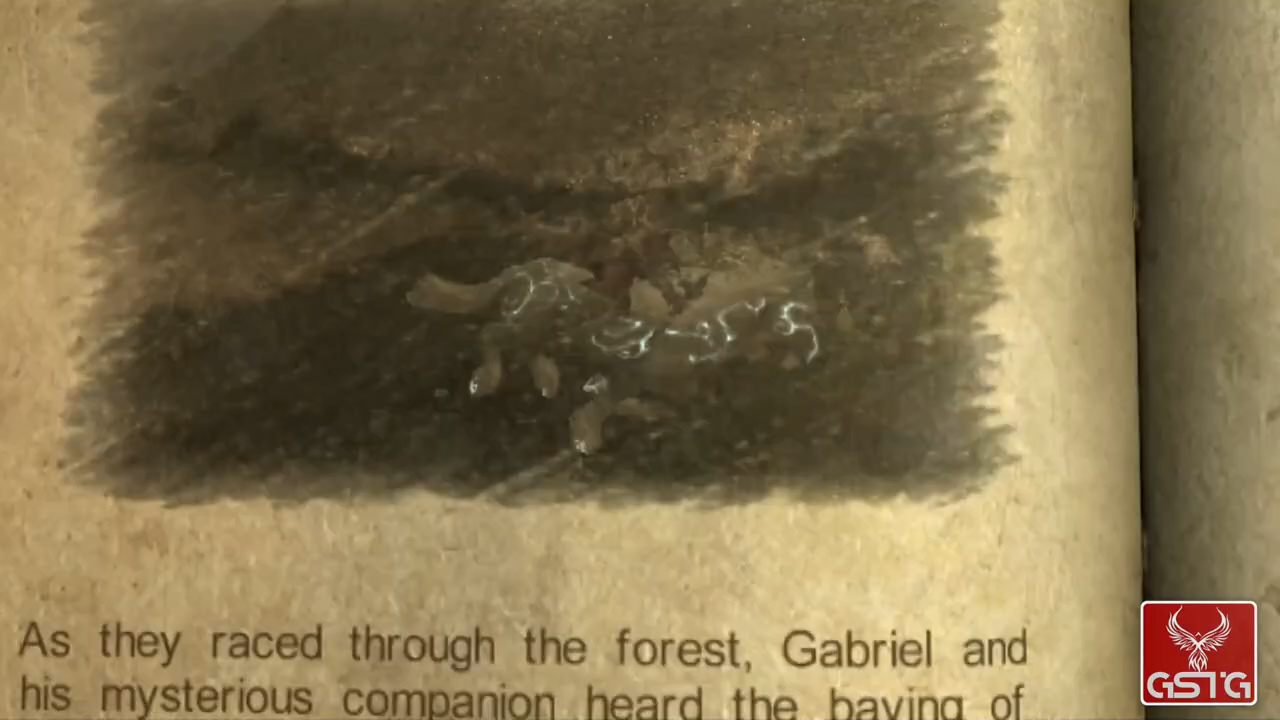 As they raced through the forest, Gabriel and
his mysterious companion heard the baying of
GSTG